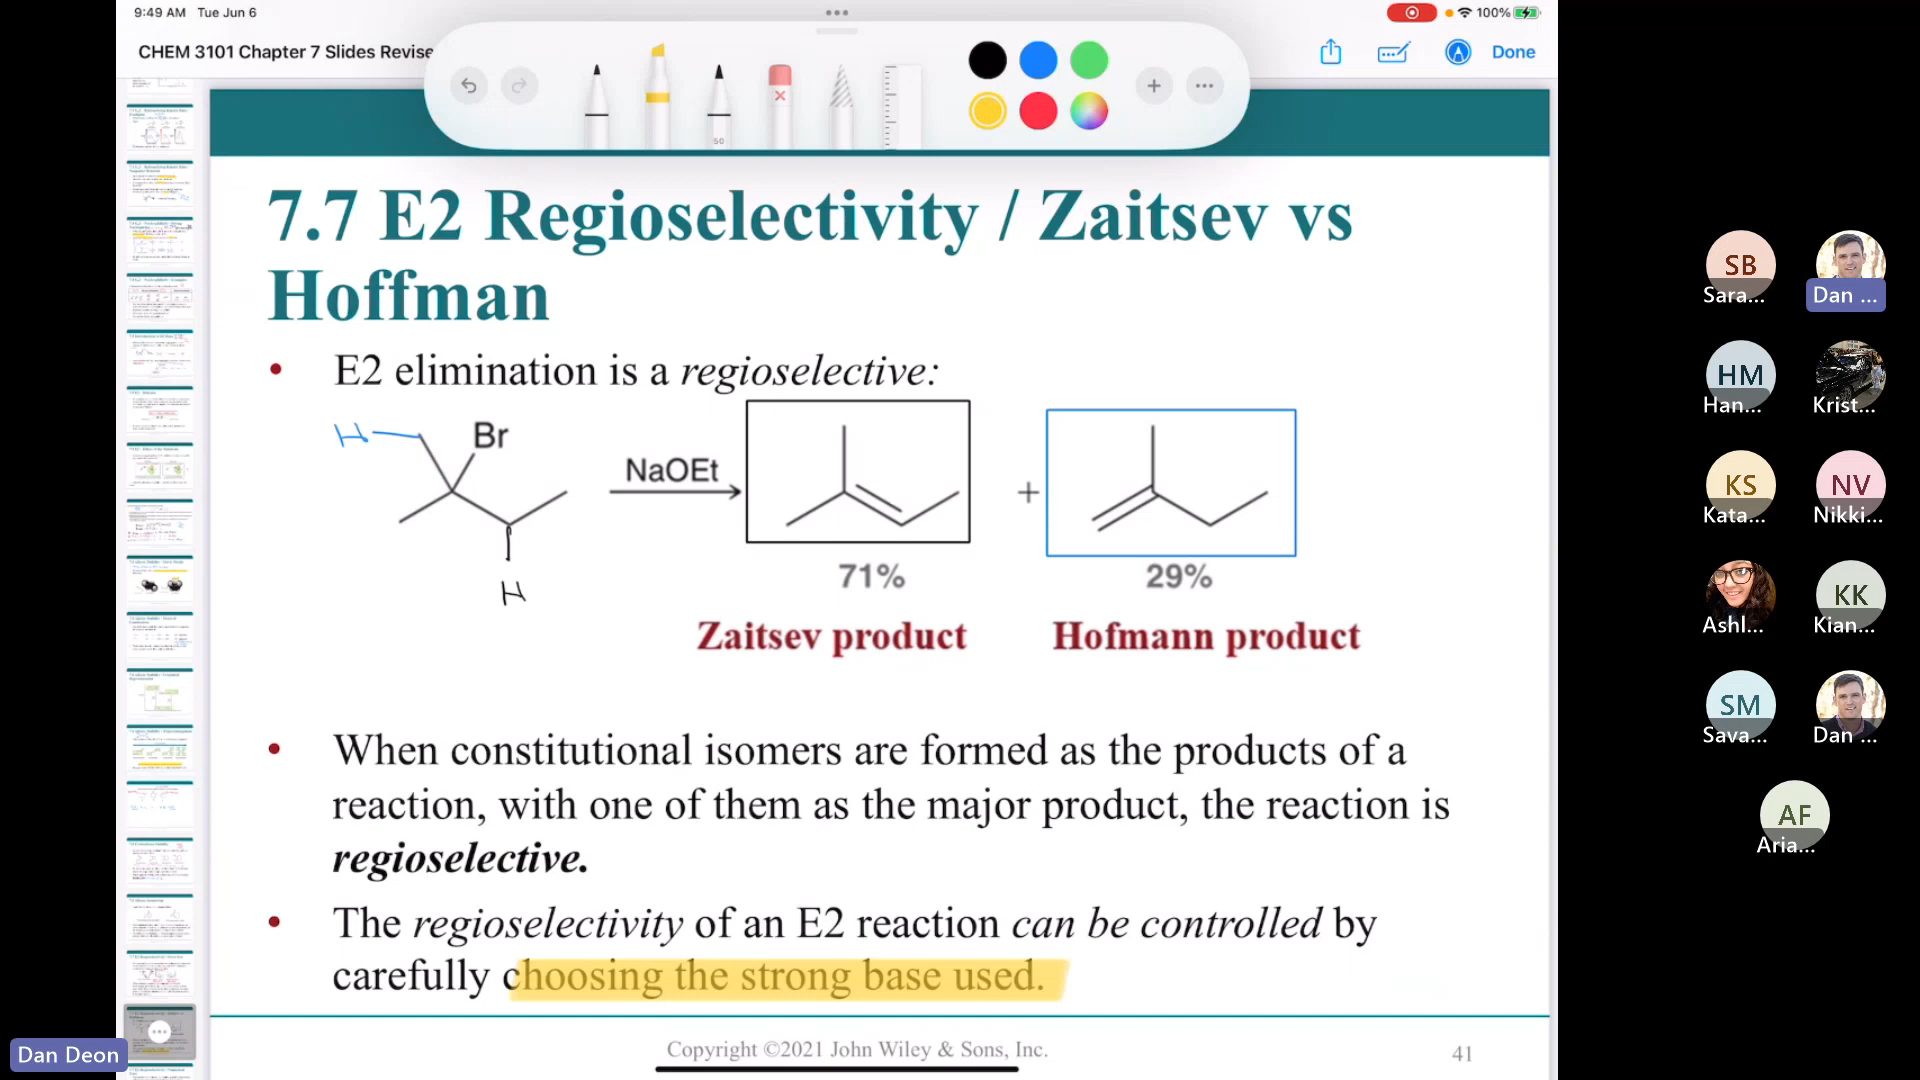 9:49 AM Tue Jun 6
100%
CHEM 3101 Chapter 7 Slides Revise
Done
50
7.7 E2 Regioselectivity / Zaitsev vs
Hoffman
• E2 elimination is a regioselective:
H
Br
NaOEt
+
H
71%
29%
Zaitsev product
Hofmann product
• When constitutional isomers are formed as the products of a
reaction, with one of them as the major product, the reaction is
regioselective.
• The regioselectivity of an E2 reaction can be controlled by
carefully choosing the strong base used.
Copyright ©2021 John Wiley & Sons, Inc.
41
Dan Deon
SB
Sara...
Dan ...
HM
Han...
Krist...
KS
Kata...
NV
Nikki...
Ashl...
KK
Kian...
SM
Sava...
Dan ...
AF
Aria...